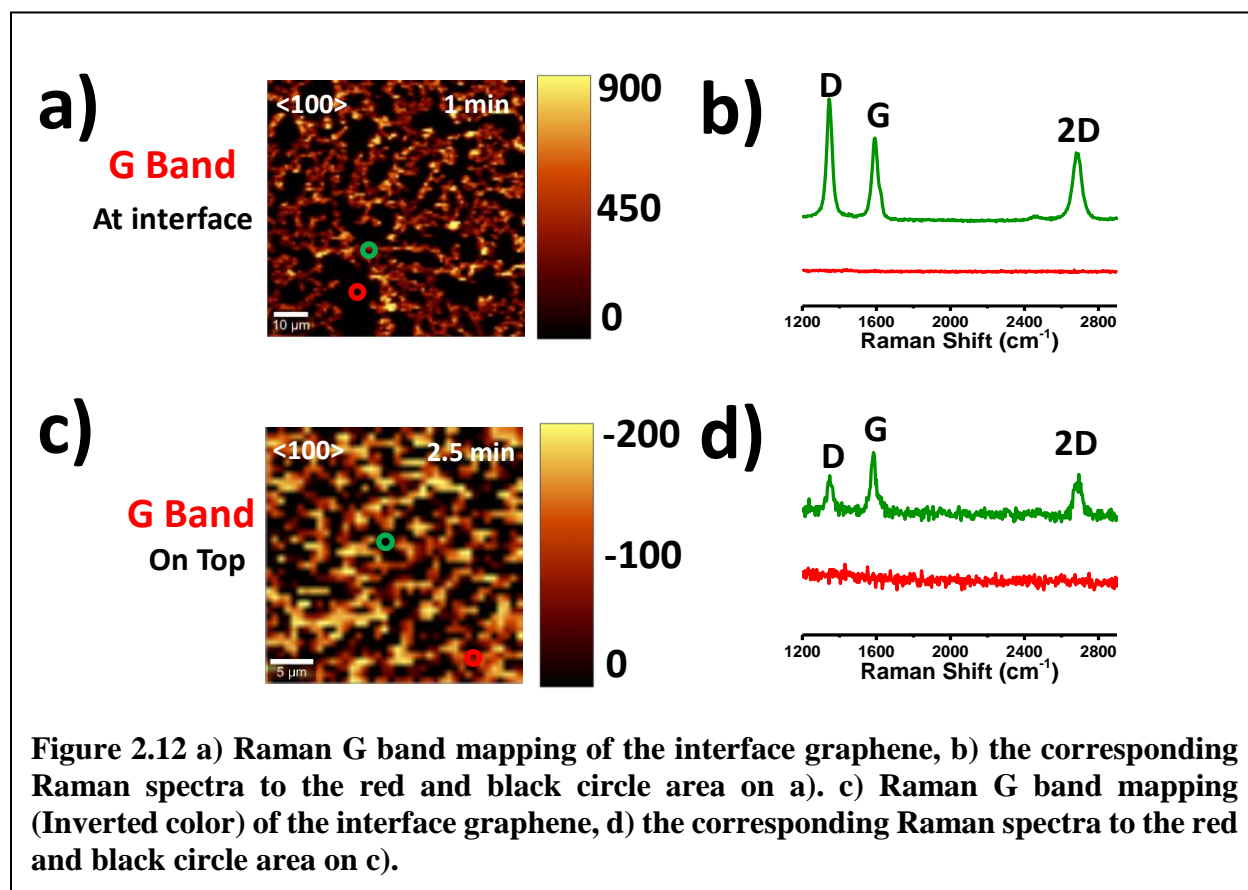 a)
G Band
At interface
<100>
1 min
10 µm
900
450
0
b)
D
G
2D
1200 1600 2000 2400 2800
Raman Shift (cm⁻¹)
c)
G Band
On Top
<100>
2.5 min
5 µm
-200
-100
0
d)
D
G
2D
1200 1600 2000 2400 2800
Raman Shift (cm⁻¹)
Figure 2.12 a) Raman G band mapping of the interface graphene, b) the corresponding
Raman spectra to the red and black circle area on a). c) Raman G band mapping
(Inverted color) of the interface graphene, d) the corresponding Raman spectra to the red
and black circle area on c).